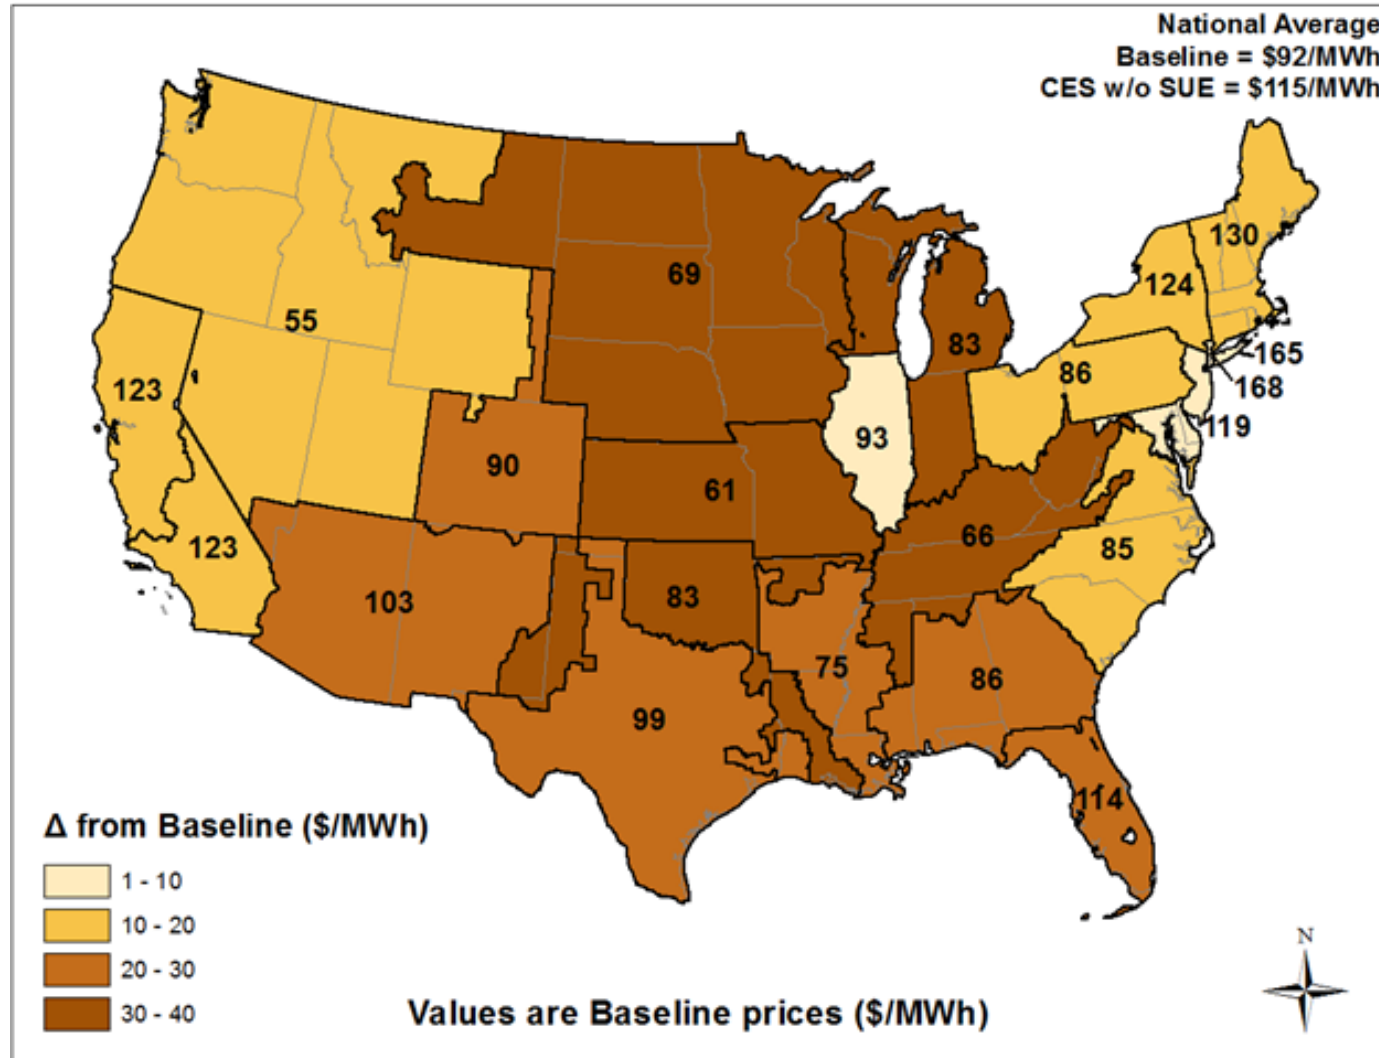 National Average
Baseline = $92/MWh
CES w/o SUE = $115/MWh
130
124
69
55
83
165
86
168
123
119
93
90
61
66
123
85
103
83
75
86
99
114
Δ from Baseline ($/MWh)
1 - 10
10 - 20
20 - 30
30 - 40
N
Values are Baseline prices ($/MWh)